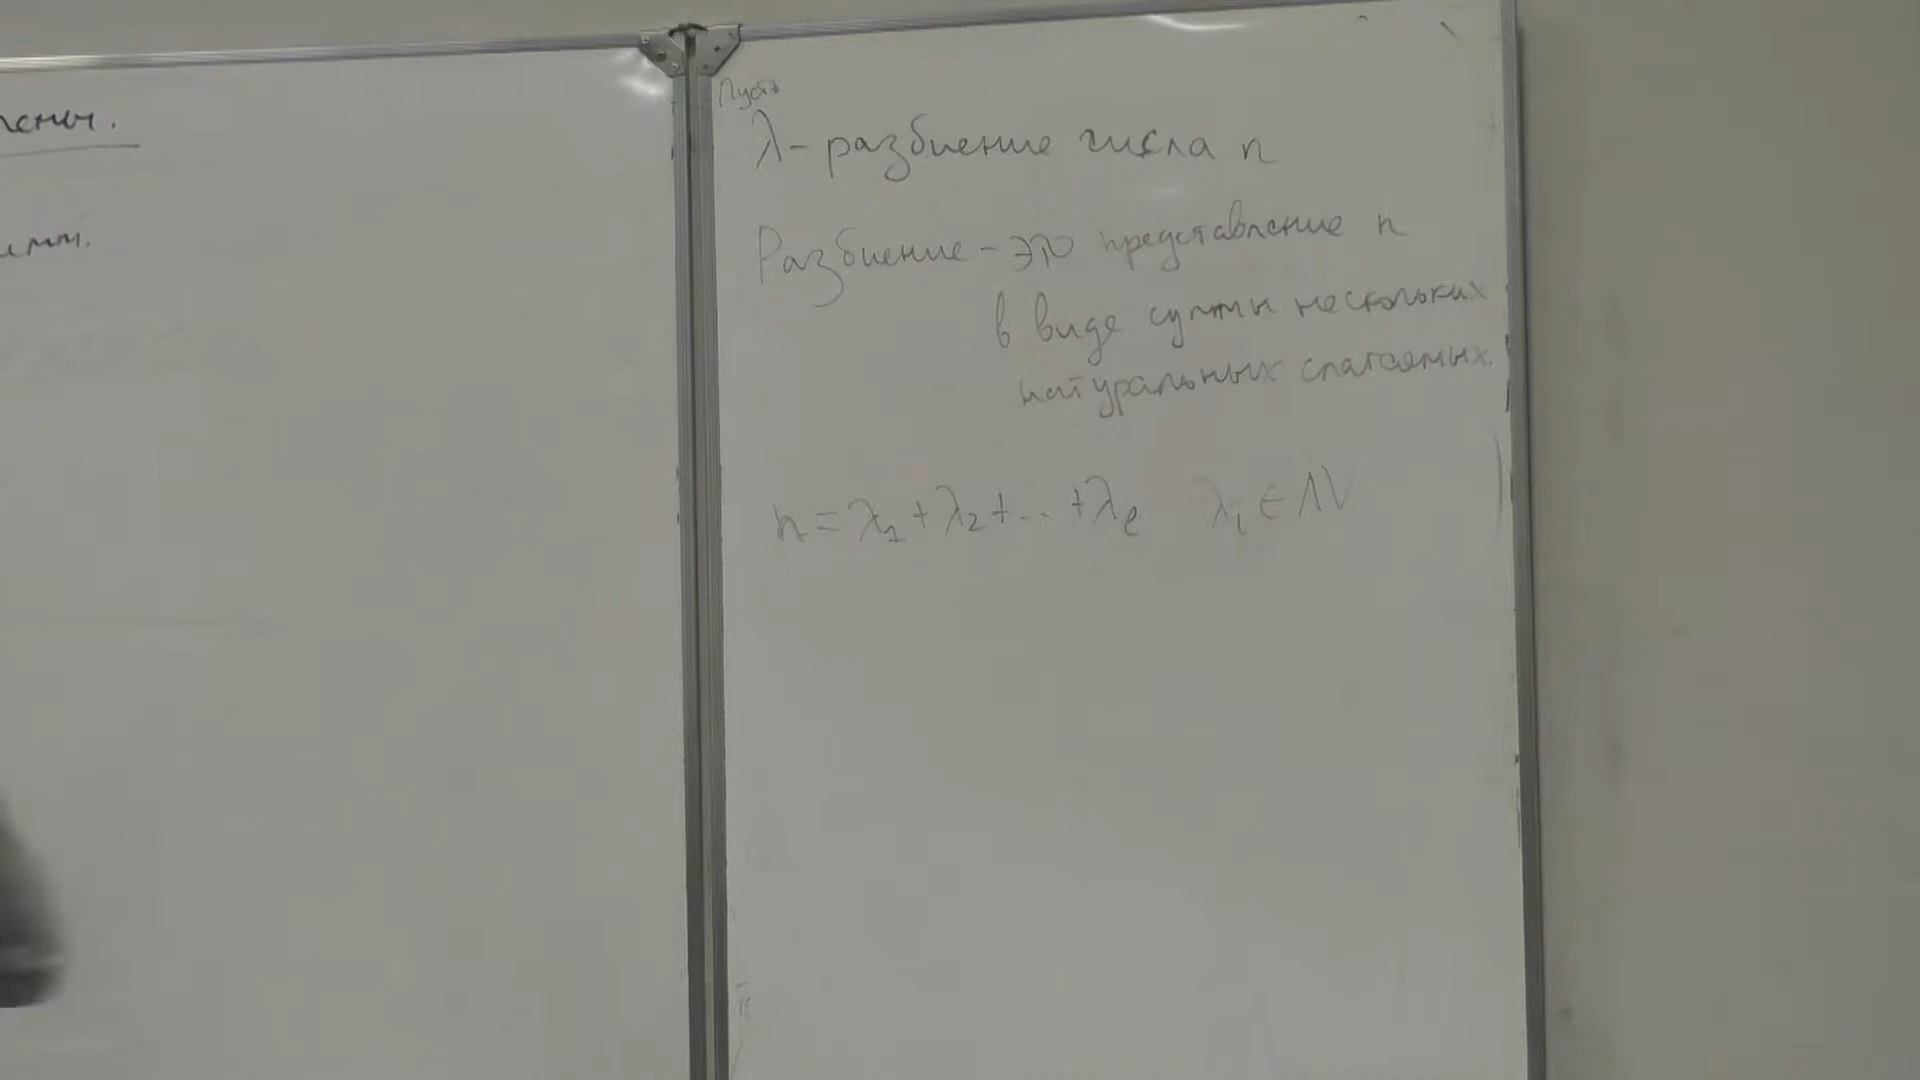 Пусть
λ – разбиение числа n
Разбиение – это представление n
в виде суммы нескольких
натуральных слагаемых.
n = λ₁ + λ₂ + ... + λₑ λᵢ ∈ ℕ